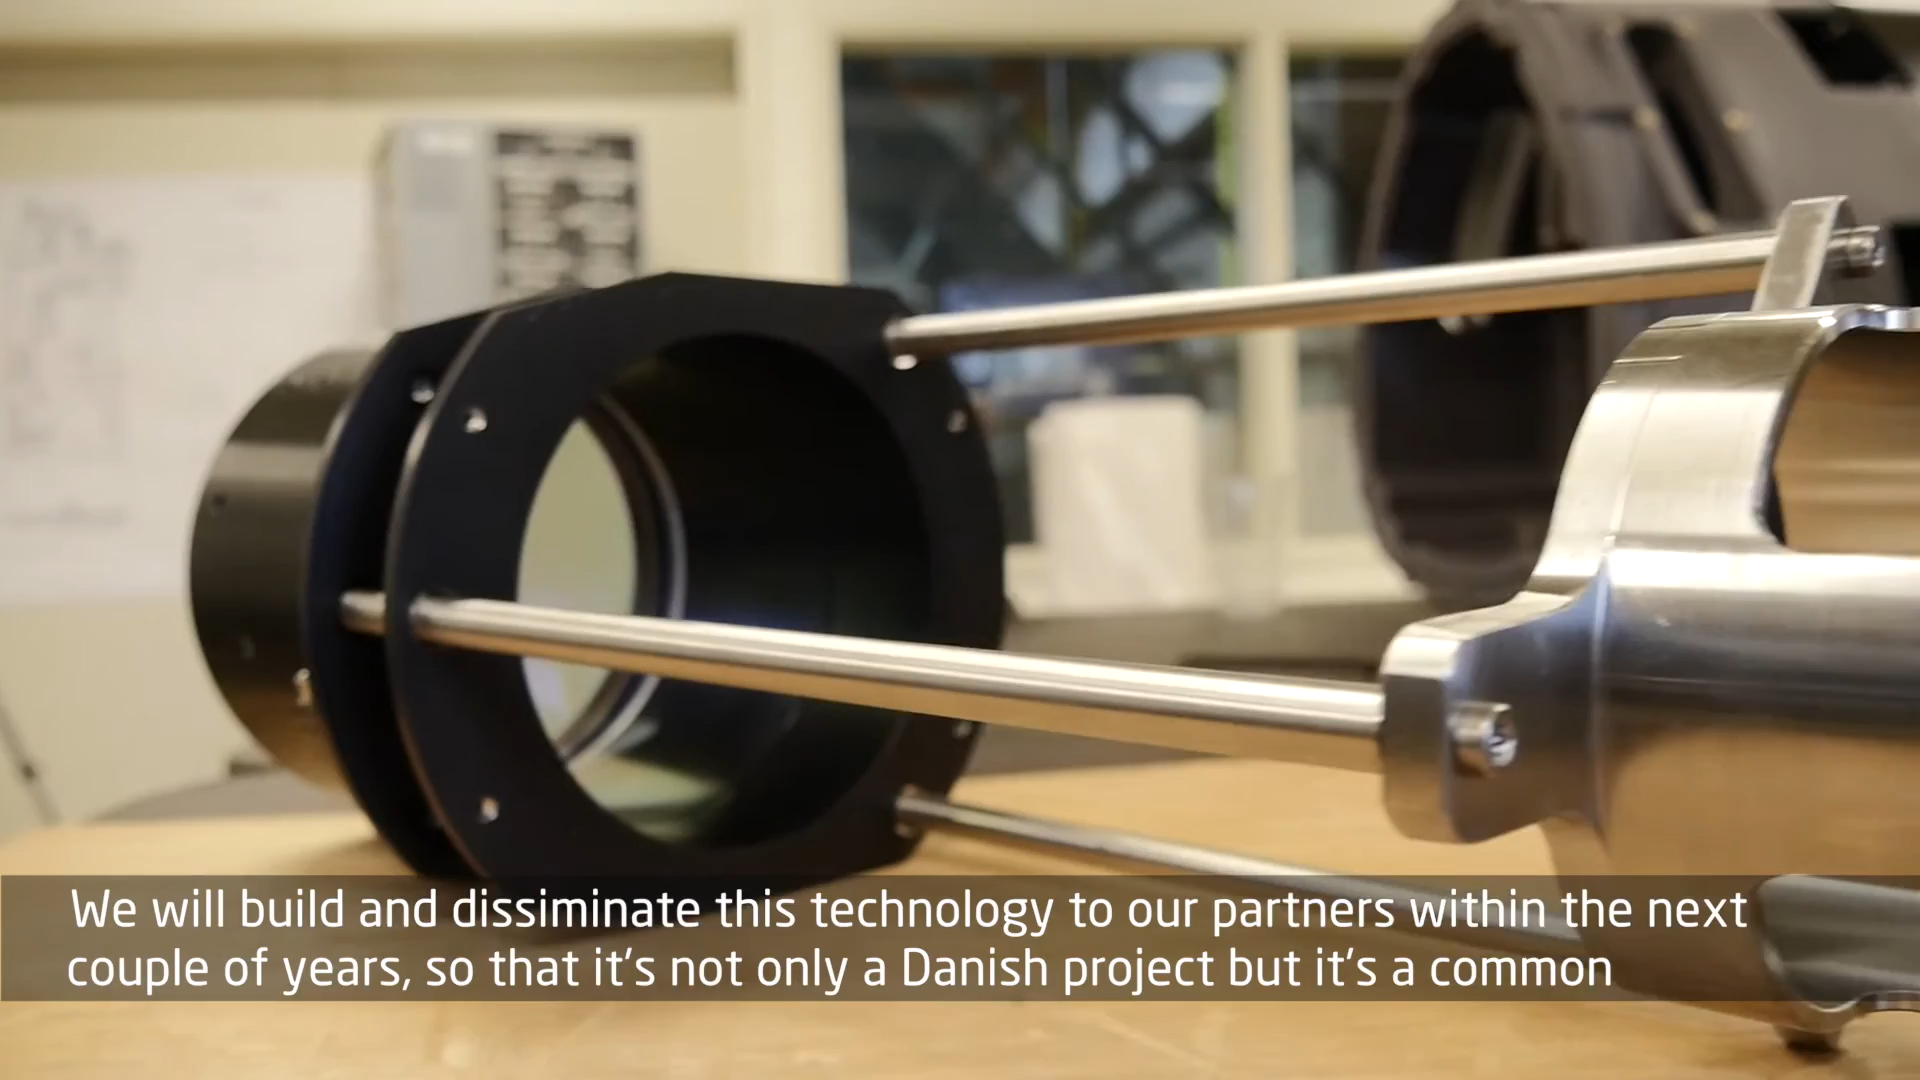 We will build and dissiminate this technology to our partners within the next
couple of years, so that it's not only a Danish project but it's a common